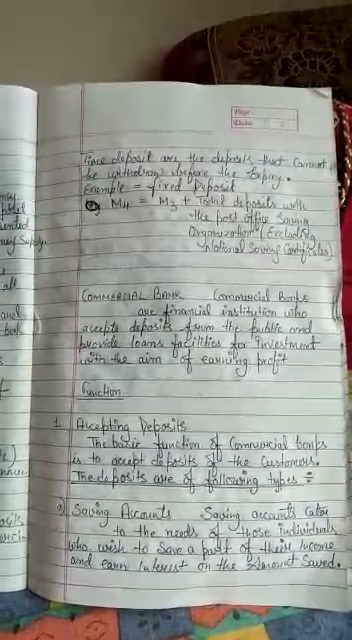 Page:
Date:
Time deposit are the deposits that cannot
be withdraw before the Expiry.
Example = fixed Deposit
M4 = M3 + Total deposits with
the post office Saving
Organization (Excluding
National Saving Certificates)
COMMERCIAL BANK Commercial Banks
are financial institution who
accepts deposits from the public and
provide loans facilities for Investment
with the aim of earning profit
function
1. Accepting Deposits
The basic function of Commercial banks
is to accept deposits of the Customers.
The deposits are of following types ÷
a) Saving Accounts Saving accounts cater
to the needs of those individuals
who wish to save a part of their Income
and earn Interest on the Amount Saved.